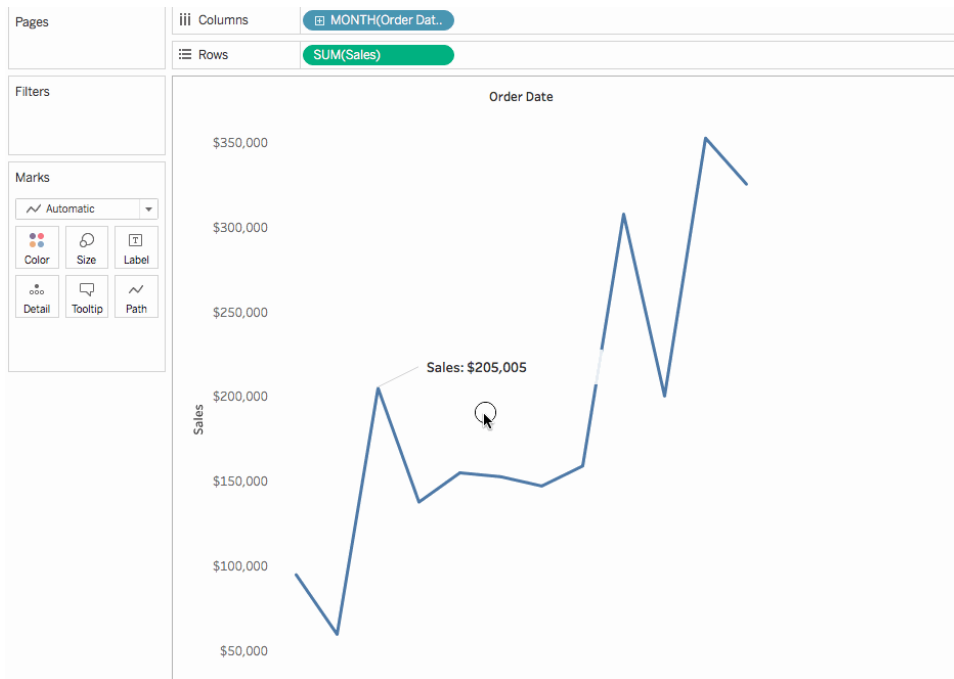 Pages
Columns
MONTH(Order Dat..
Rows
SUM(Sales)
Filters
Marks
Automatic
Color
Size
Label
Detail
Tooltip
Path
Order Date
$350,000
$300,000
$250,000
Sales: $205,005
$200,000
Sales
$150,000
$100,000
$50,000